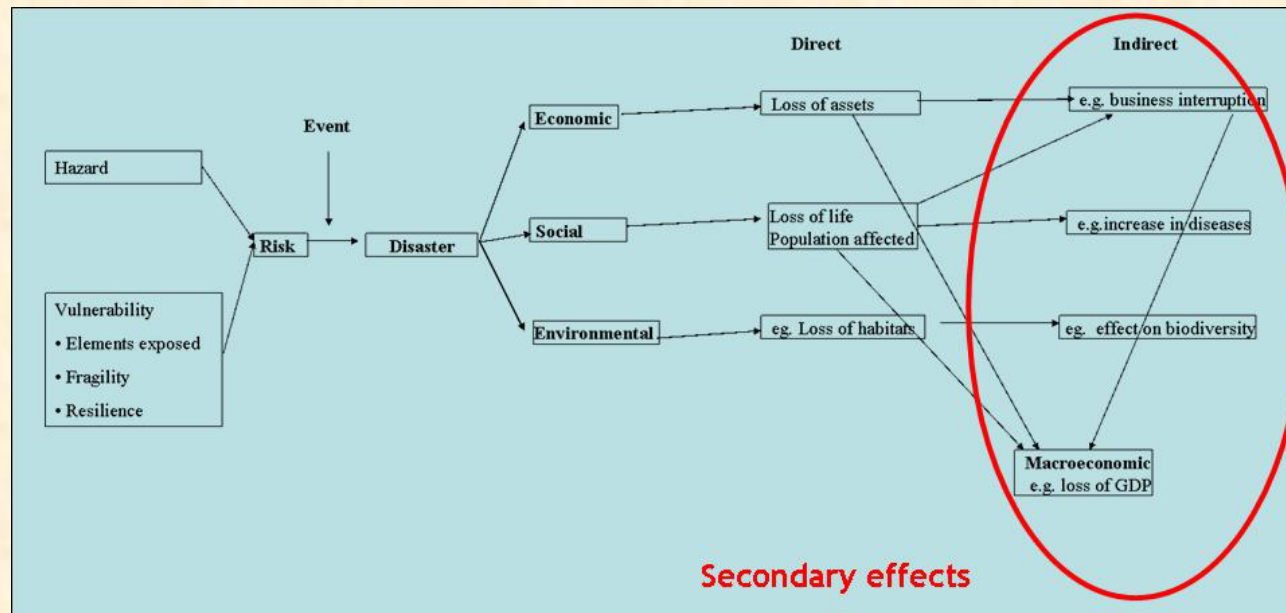 Direct
Indirect
Event
Economic
Loss of assets
e.g. business interruption
Hazard
Risk
Disaster
Social
Loss of life
Population affected
e.g.increase in diseases
Vulnerability
• Elements exposed
• Fragility
• Resilience
Environmental
eg. Loss of habitats
eg. effect on biodiversity
Macroeconomic
e.g. loss of GDP
Secondary effects